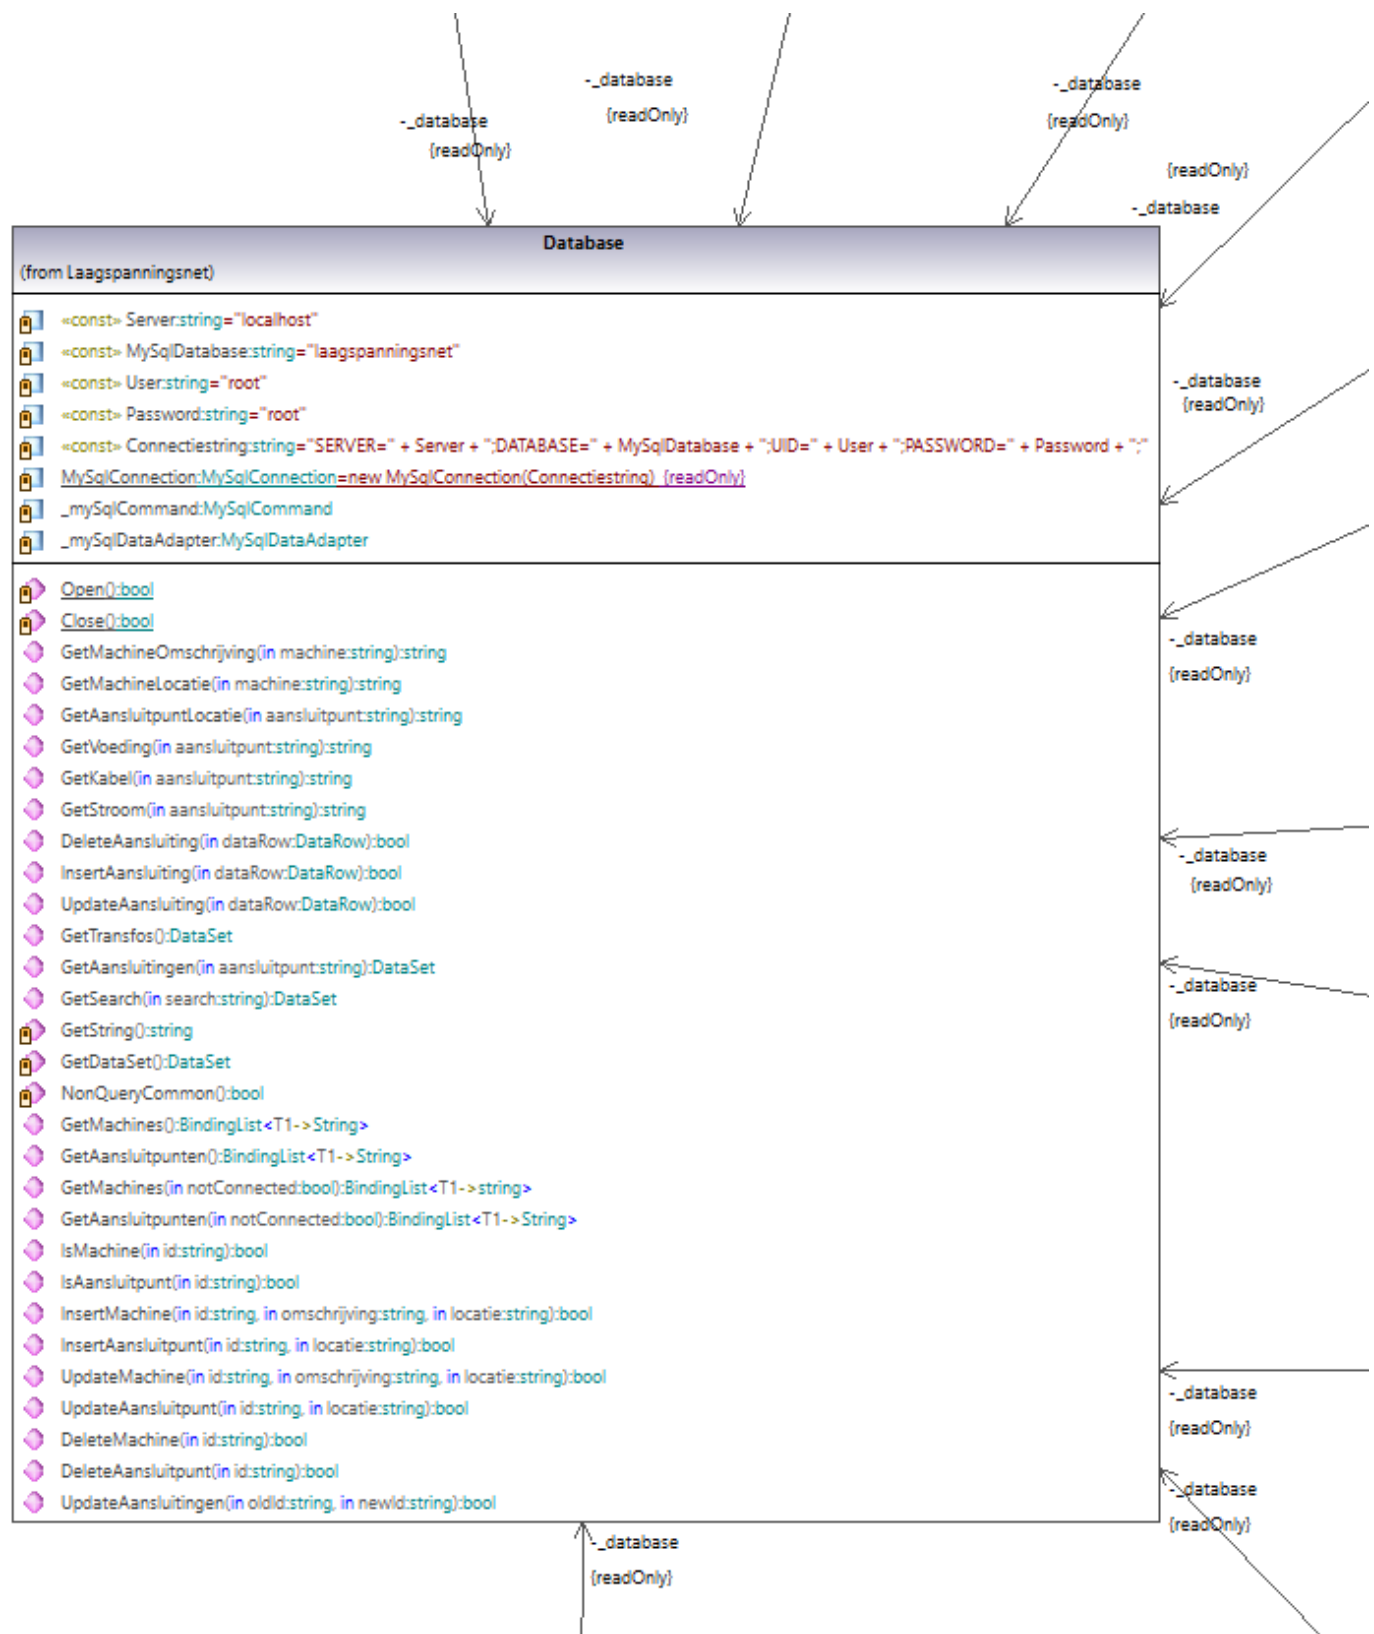 -_database
{readOnly}
-_database
{readOnly}
-_database
{readOnly}
{readOnly}
-_database
Database
(from Laagspanningsnet)
«const» Server:string="localhost"
«const» MySqlDatabase:string="laagspanningsnet"
«const» User:string="root"
«const» Password:string="root"
«const» Connectiestring:string="SERVER=" + Server + ";DATABASE=" + MySqlDatabase + ";UID=" + User + ";PASSWORD=" + Password + ";"
MySqlConnection:MySqlConnection=new MySqlConnection(Connectiestring) {readOnly}
_mySqlCommand:MySqlCommand
_mySqlDataAdapter:MySqlDataAdapter
Open():bool
Close():bool
GetMachineOmschrijving(in machine:string):string
GetMachineLocatie(in machine:string):string
GetAansluitpuntLocatie(in aansluitpunt:string):string
GetVoeding(in aansluitpunt:string):string
GetKabel(in aansluitpunt:string):string
GetStroom(in aansluitpunt:string):string
DeleteAansluiting(in dataRow:DataRow):bool
InsertAansluiting(in dataRow:DataRow):bool
UpdateAansluiting(in dataRow:DataRow):bool
GetTransfos():DataSet
GetAansluitingen(in aansluitpunt:string):DataSet
GetSearch(in search:string):DataSet
GetString():string
GetDataSet():DataSet
NonQueryCommon():bool
GetMachines():BindingList<T1->String>
GetAansluitpunten():BindingList<T1->String>
GetMachines(in notConnected:bool):BindingList<T1->string>
GetAansluitpunten(in notConnected:bool):BindingList<T1->String>
IsMachine(in id:string):bool
IsAansluitpunt(in id:string):bool
InsertMachine(in id:string, in omschrijving:string, in locatie:string):bool
InsertAansluitpunt(in id:string, in locatie:string):bool
UpdateMachine(in id:string, in omschrijving:string, in locatie:string):bool
UpdateAansluitpunt(in id:string, in locatie:string):bool
DeleteMachine(in id:string):bool
DeleteAansluitpunt(in id:string):bool
UpdateAansluitingen(in oldId:string, in newId:string):bool
-_database
{readOnly}
-_database
{readOnly}
-_database
{readOnly}
-_database
{readOnly}
-_database
{readOnly}
-_database
{readOnly}
-_database
{readOnly}